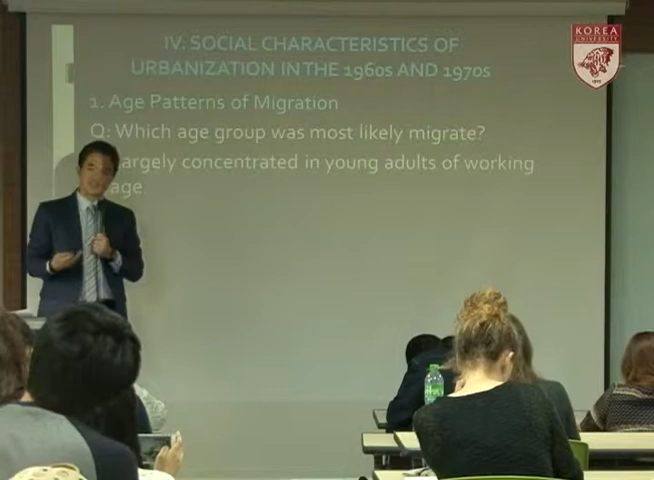 KOREA
UNIVERSITY
IV. SOCIAL CHARACTERISTICS OF
URBANIZATION IN THE 1960s AND 1970s
1. Age Patterns of Migration
Q: Which age group was most likely migrate?
largely concentrated in young adults of working
age